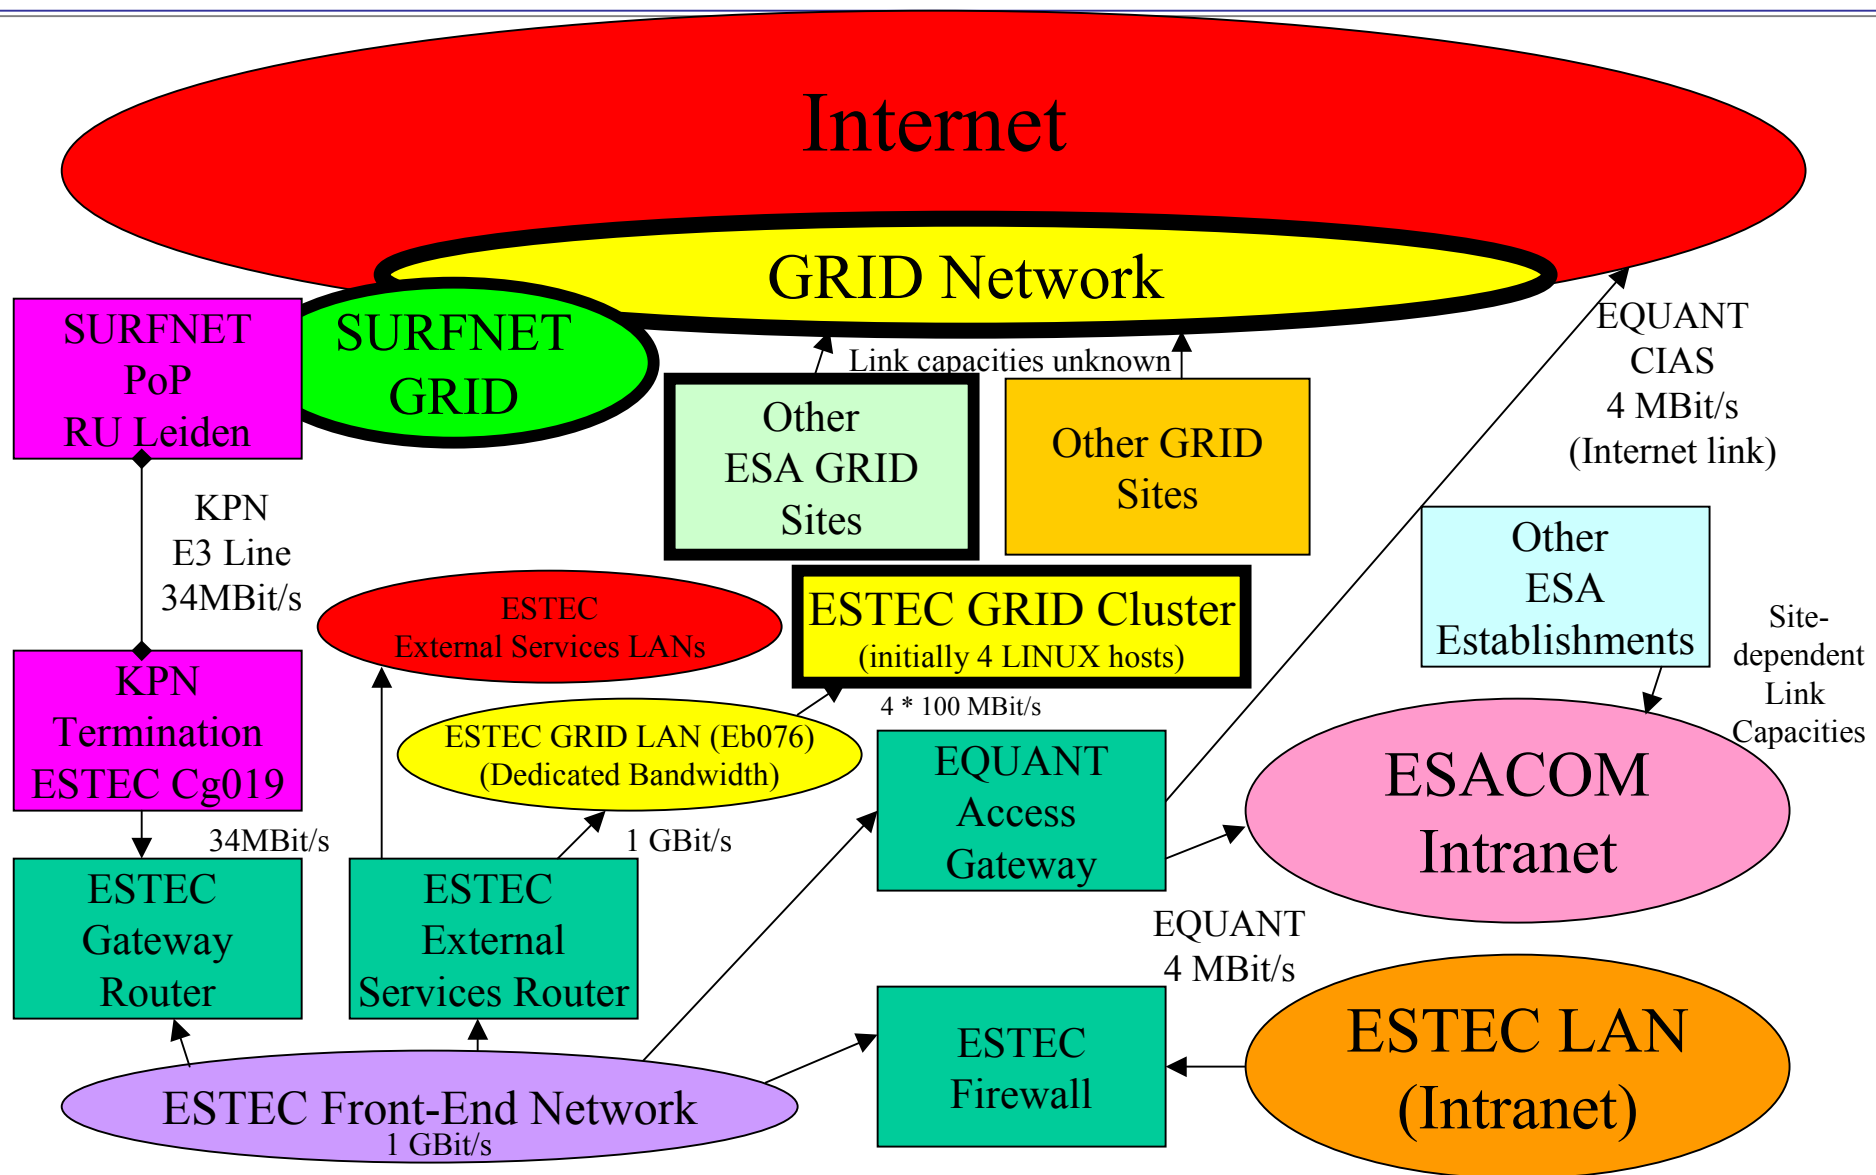 Internet
GRID Network
SURFNET
PoP
RU Leiden
SURFNET
GRID
Link capacities unknown
EQUANT
CIAS
4 MBit/s
(Internet link)
Other
ESA GRID
Sites
Other GRID
Sites
KPN
E3 Line
34MBit/s
ESTEC
External Services LANs
ESTEC GRID Cluster
(initially 4 LINUX hosts)
Other
ESA
Establishments
Site-
dependent
Link
Capacities
KPN
Termination
ESTEC Cg019
ESTEC GRID LAN (Eb076)
(Dedicated Bandwidth)
4 * 100 MBit/s
EQUANT
Access
Gateway
ESACOM
Intranet
34MBit/s
1 GBit/s
ESTEC
Gateway
Router
ESTEC
External
Services Router
EQUANT
4 MBit/s
ESTEC
Firewall
ESTEC LAN
(Intranet)
ESTEC Front-End Network
1 GBit/s